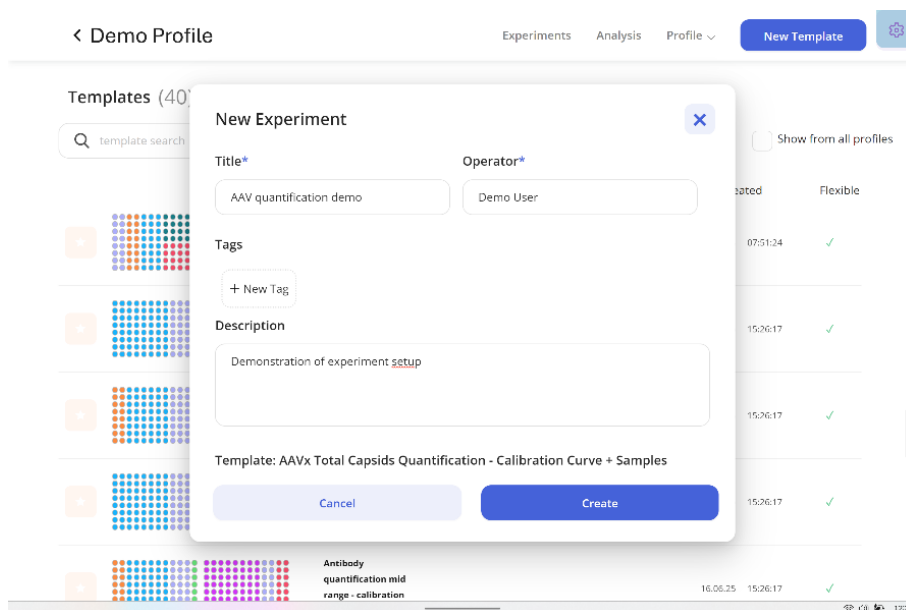 Demo Profile
Experiments Analysis Profile New Template
Templates (40)
template search
Show from all profiles
Flexible
New Experiment
Title* Operator*
AAV quantification demo Demo User
Tags
+ New Tag
Description
Demonstration of experiment setup
Template: AAVx Total Capsids Quantification - Calibration Curve + Samples
Cancel Create
07:51:24
15:26:17
15:26:17
15:26:17
Antibody
quantification mid
range - calibration
16.06.25 15:26:17